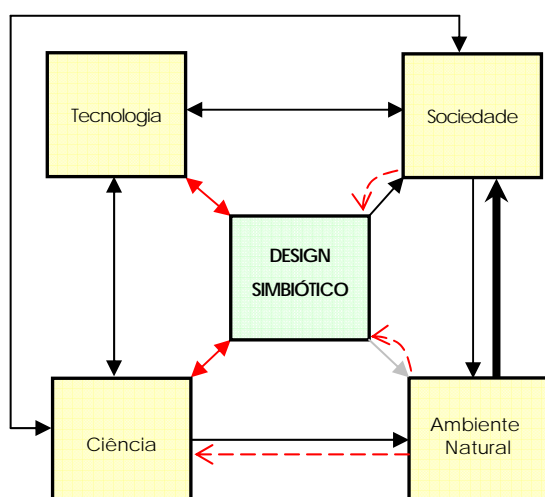 Tecnologia
Sociedade
DESIGN
SIMBIÓTICO
Ciência
Ambiente
Natural